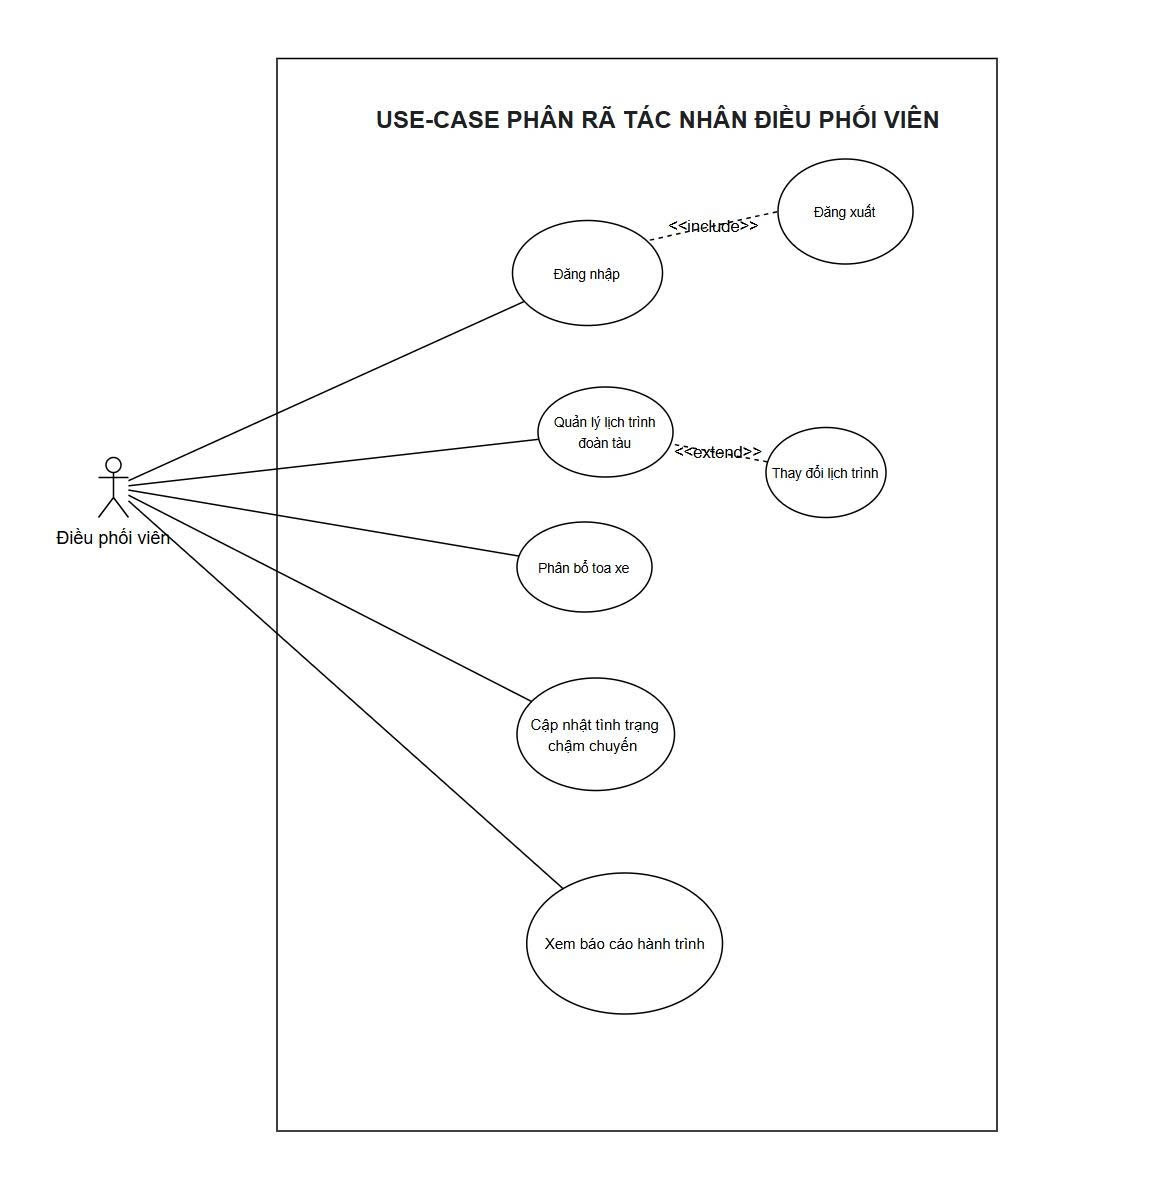 USE-CASE PHÂN RÃ TÁC NHÂN ĐIỀU PHỐI VIÊN
Đăng xuất
<<include>>
Đăng nhập
Quản lý lịch trình
đoàn tàu
<<extend>>
Thay đổi lịch trình
Điều phối viên
Phân bổ toa xe
Cập nhật tình trạng
chậm chuyến
Xem báo cáo hành trình